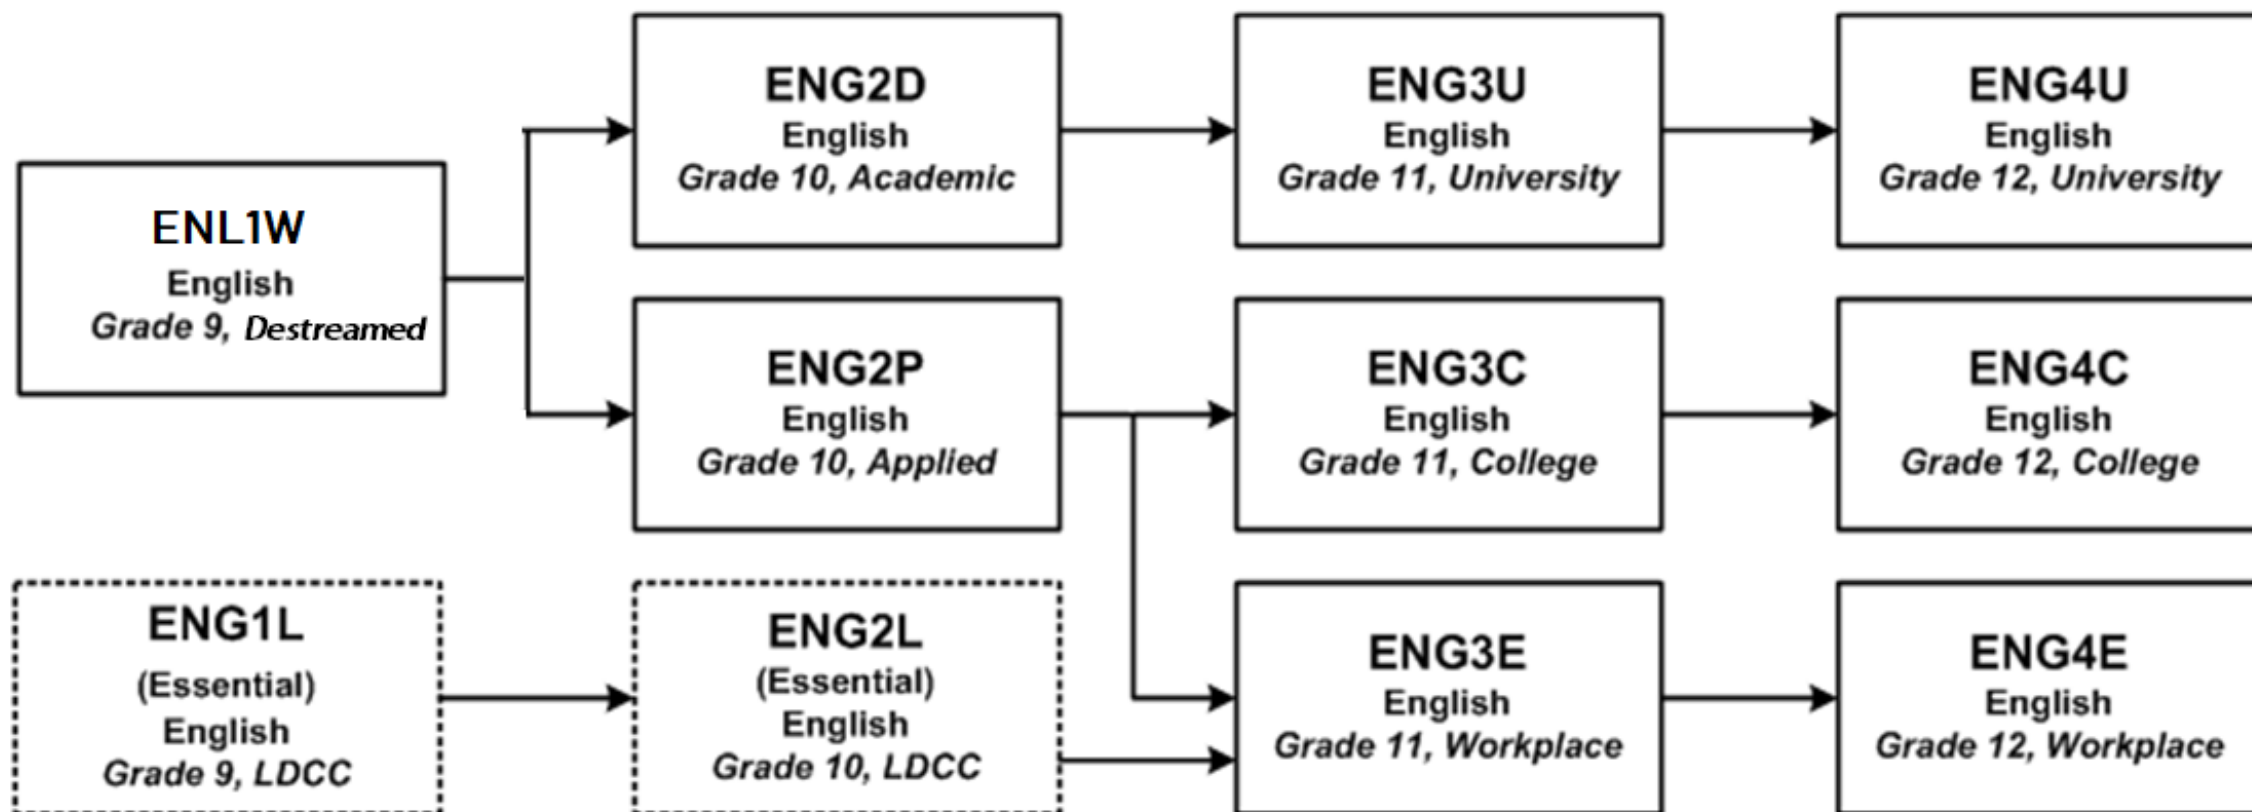 ENG2D
English
Grade 10, Academic
ENG3U
English
Grade 11, University
ENG4U
English
Grade 12, University
ENL1W
English
Grade 9, Destreamed
ENG2P
English
Grade 10, Applied
ENG3C
English
Grade 11, College
ENG4C
English
Grade 12, College
ENG1L
(Essential)
English
Grade 9, LDCC
ENG2L
(Essential)
English
Grade 10, LDCC
ENG3E
English
Grade 11, Workplace
ENG4E
English
Grade 12, Workplace